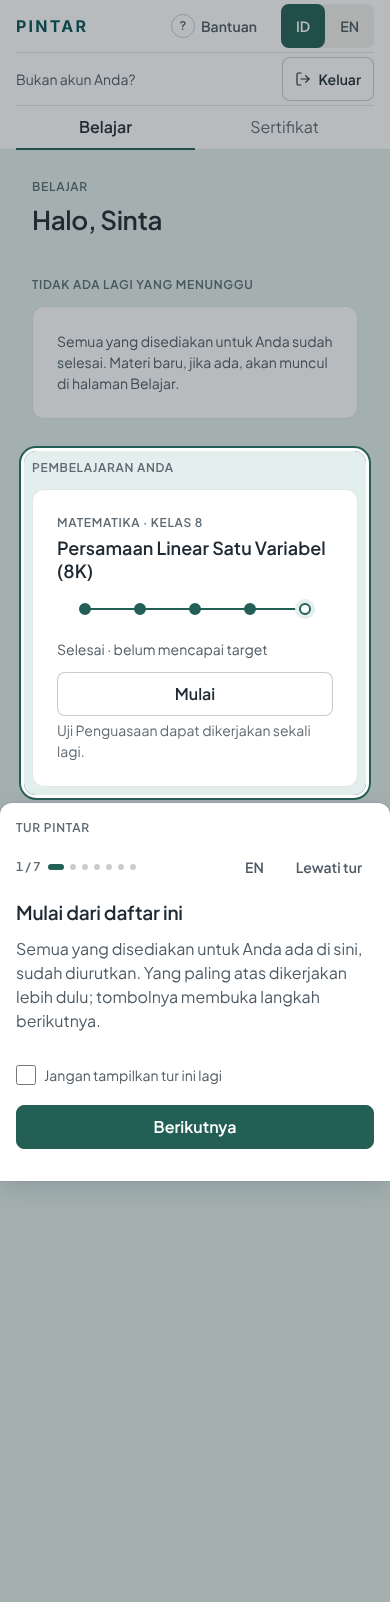 PINTAR
? Bantuan ID EN
Bukan akun Anda? Keluar
Belajar Sertifikat
BELAJAR
Halo, Sinta
TIDAK ADA LAGI YANG MENUNGGU
Semua yang disediakan untuk Anda sudah
selesai. Materi baru, jika ada, akan muncul
di halaman Belajar.
PEMBELAJARAN ANDA
MATEMATIKA · KELAS 8
Persamaan Linear Satu Variabel
(8K)
Selesai · belum mencapai target
Mulai
Uji Penguasaan dapat dikerjakan sekali
lagi.
TUR PINTAR
1 / 7 EN Lewati tur
Mulai dari daftar ini
Semua yang disediakan untuk Anda ada di sini,
sudah diurutkan. Yang paling atas dikerjakan
lebih dulu; tombolnya membuka langkah
berikutnya.
Jangan tampilkan tur ini lagi
Berikutnya